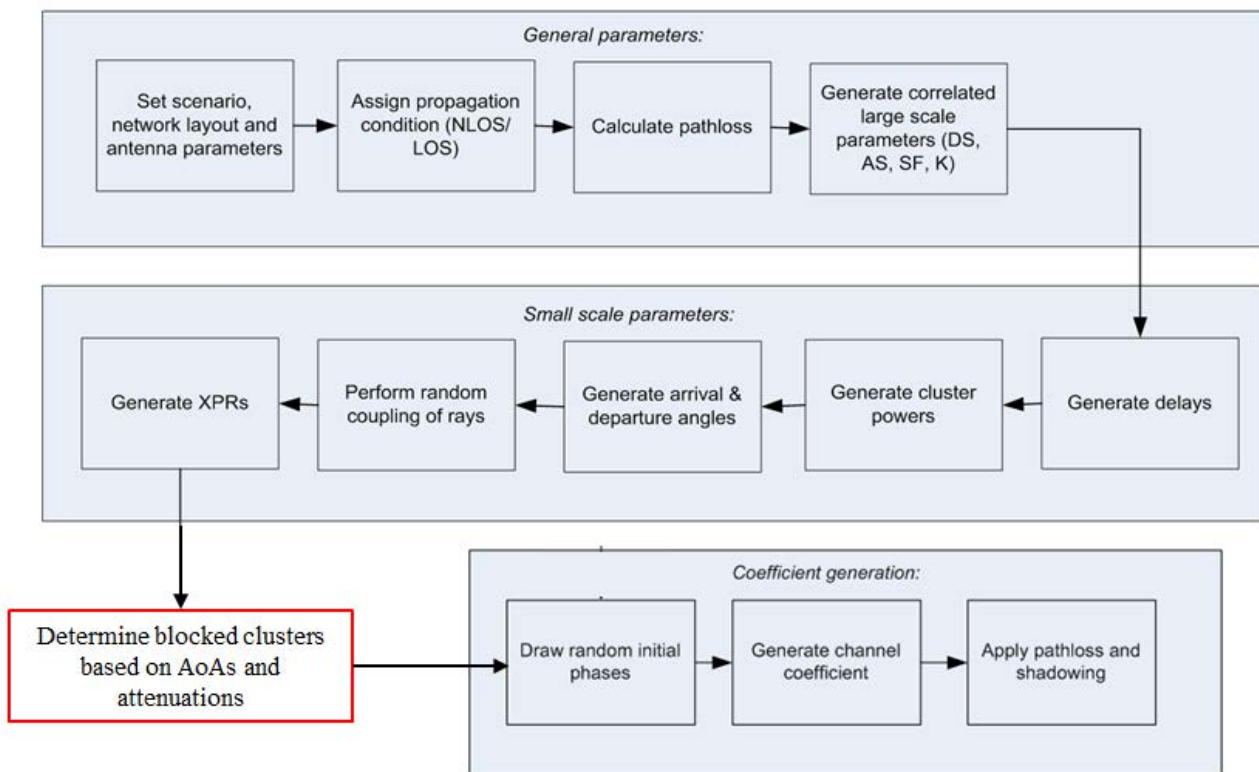 General parameters:
Set scenario,
network layout and
antenna parameters
Assign propagation
condition (NLOS/
LOS)
Calculate pathloss
Generate correlated
large scale
parameters (DS,
AS, SF, K)
Small scale parameters:
Generate XPRs
Perform random
coupling of rays
Generate arrival &
departure angles
Generate cluster
powers
Generate delays
Determine blocked clusters
based on AoAs and
attenuations
Coefficient generation:
Draw random initial
phases
Generate channel
coefficient
Apply pathloss and
shadowing